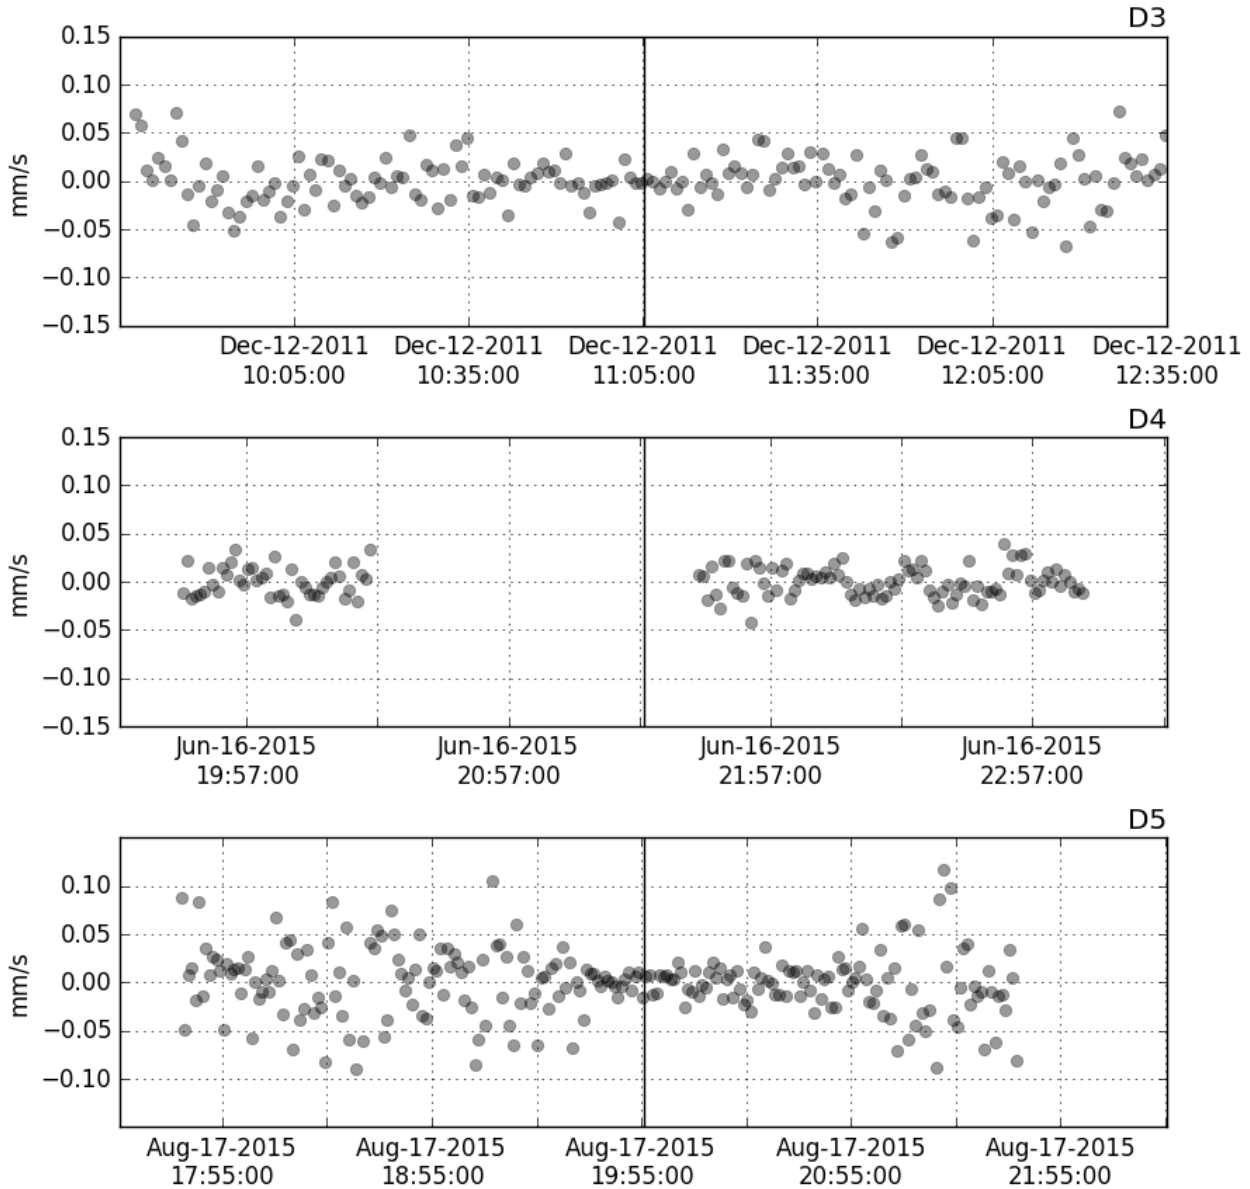 D3
0.15
0.10
0.05
0.00
−0.05
−0.10
−0.15
mm/s
Dec-12-2011 Dec-12-2011 Dec-12-2011 Dec-12-2011 Dec-12-2011 Dec-12-2011
10:05:00 10:35:00 11:05:00 11:35:00 12:05:00 12:35:00
D4
0.15
0.10
0.05
0.00
−0.05
−0.10
−0.15
mm/s
Jun-16-2015 Jun-16-2015 Jun-16-2015 Jun-16-2015
19:57:00 20:57:00 21:57:00 22:57:00
D5
0.10
0.05
0.00
−0.05
−0.10
mm/s
Aug-17-2015 Aug-17-2015 Aug-17-2015 Aug-17-2015 Aug-17-2015
17:55:00 18:55:00 19:55:00 20:55:00 21:55:00